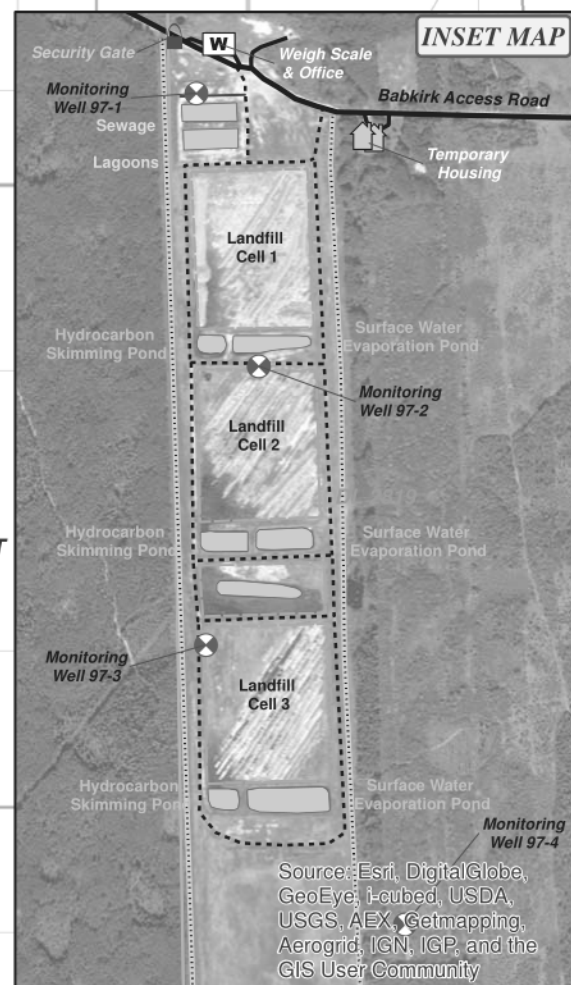 INSET MAP
Security Gate
W
Weigh Scale
& Office
Monitoring
Well 97-1
Babkirk Access Road
Sewage
Lagoons
Temporary
Housing
Landfill
Cell 1
Hydrocarbon
Skimming Pond
Surface Water
Evaporation Pond
Monitoring
Well 97-2
Landfill
Cell 2
Hydrocarbon
Skimming Pond
Surface Water
Evaporation Pond
Monitoring
Well 97-3
Landfill
Cell 3
Hydrocarbon
Skimming Pond
Surface Water
Evaporation Pond
Monitoring
Well 97-4
Source: Esri, DigitalGlobe,
GeoEye, i-cubed, USDA,
USGS, AEX, Getmapping,
Aerogrid, IGN, IGP, and the
GIS User Community